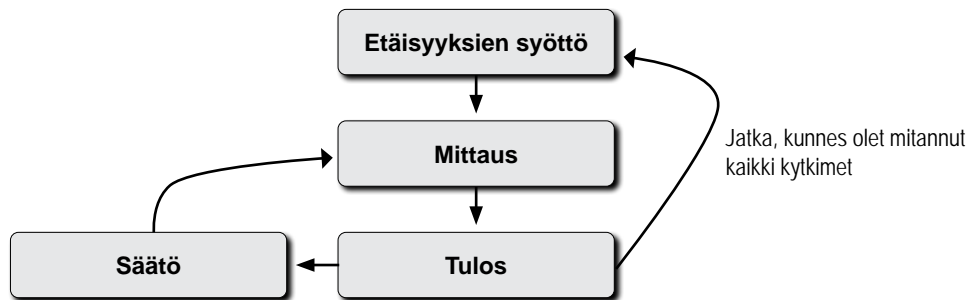 Etäisyyksien syöttö
Jatka, kunnes olet mitannut
kaikki kytkimet
Mittaus
Säätö
Tulos